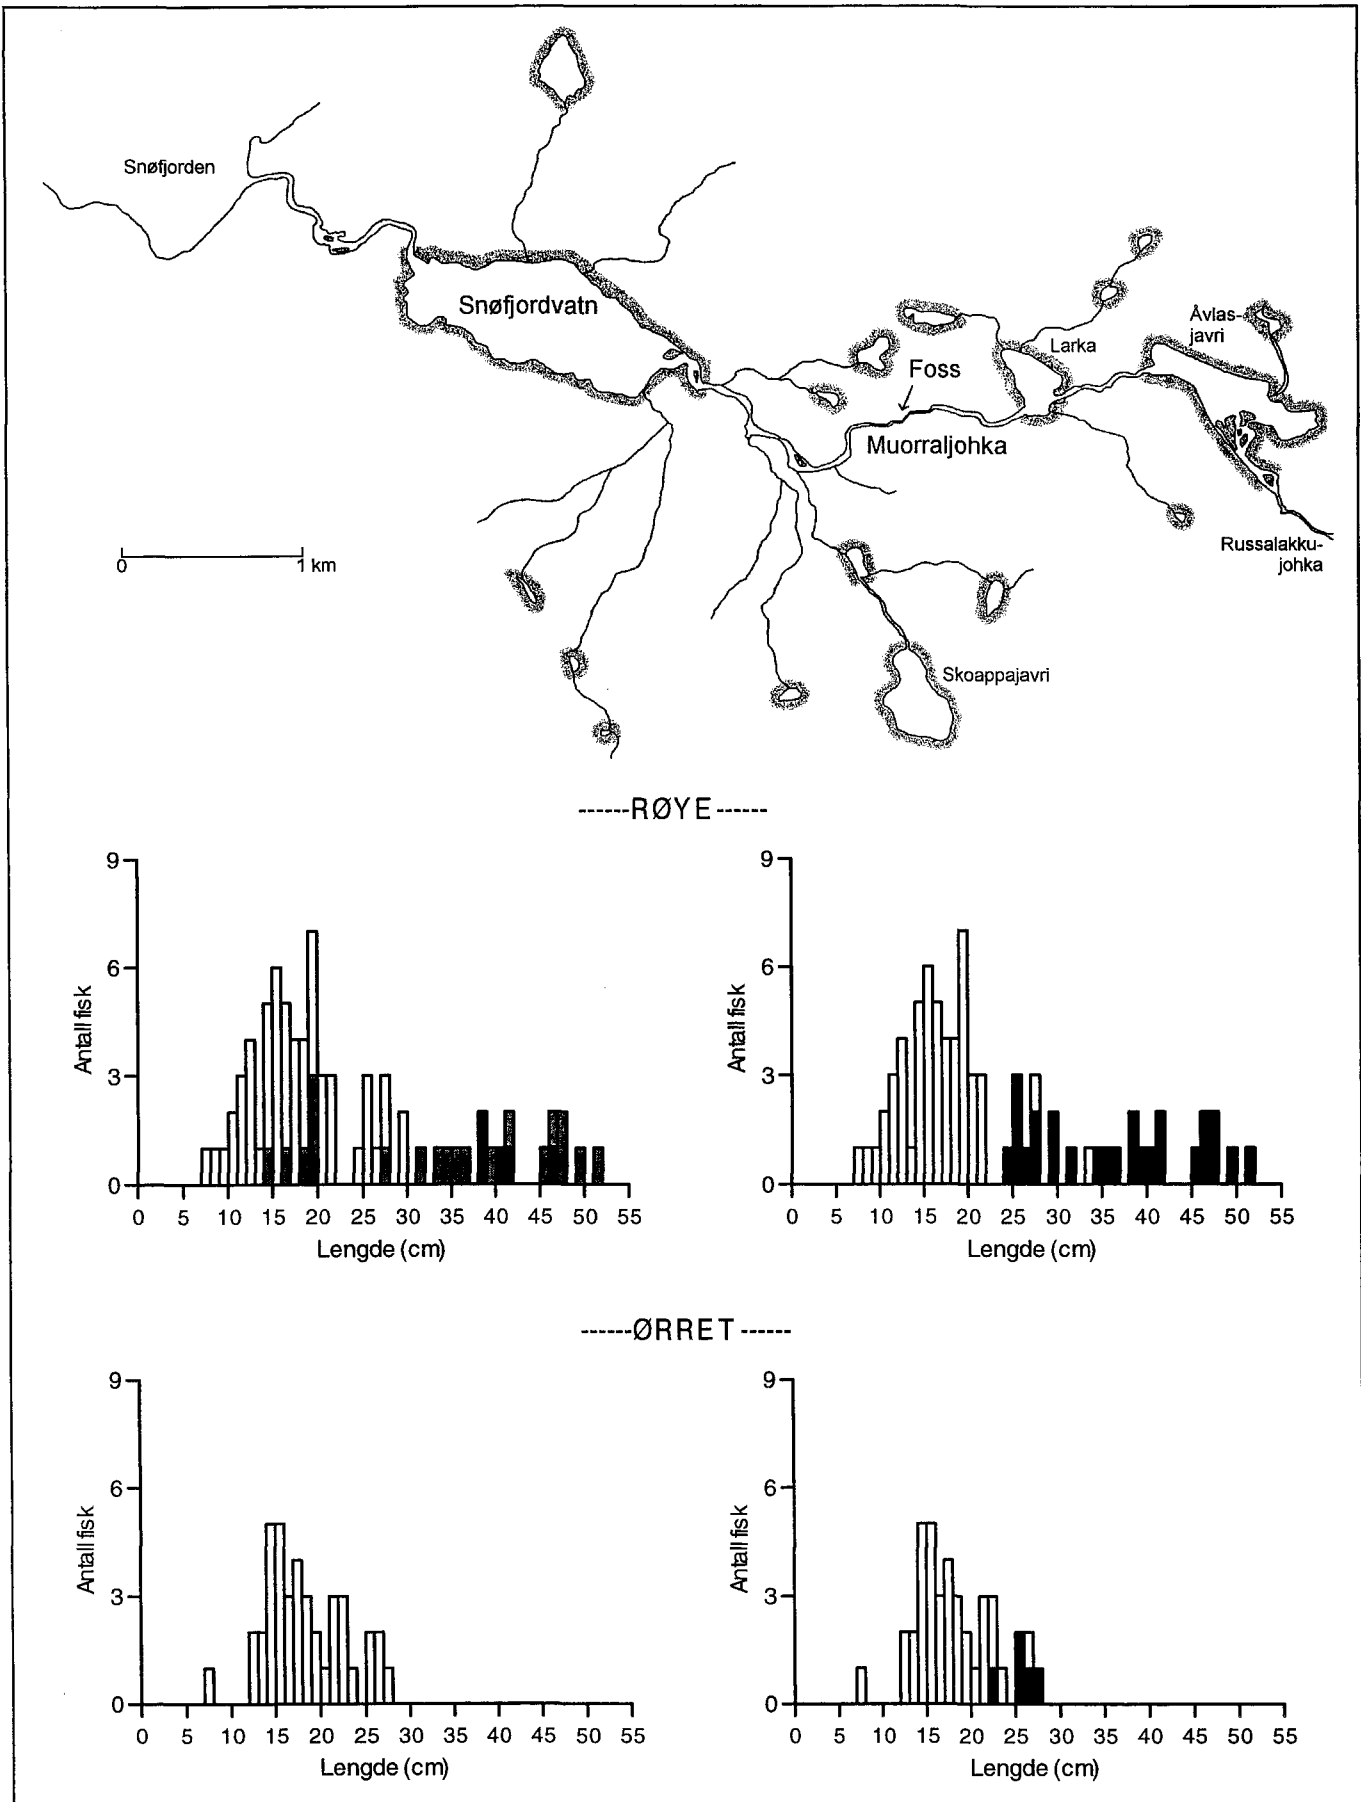 Snøfjorden
Snøfjordvatn
Åvlas-
javri
Larka
Foss
Muorraljohka
Russalakku-
johka
0 1 km
Skoappajavri
------RØYE------
9
6
3
0
Antall fisk
0 5 10 15 20 25 30 35 40 45 50 55
Lengde (cm)
9
6
3
0
Antall fisk
0 5 10 15 20 25 30 35 40 45 50 55
Lengde (cm)
------ØRRET------
9
6
3
0
Antall fisk
0 5 10 15 20 25 30 35 40 45 50 55
Lengde (cm)
9
6
3
0
Antall fisk
0 5 10 15 20 25 30 35 40 45 50 55
Lengde (cm)